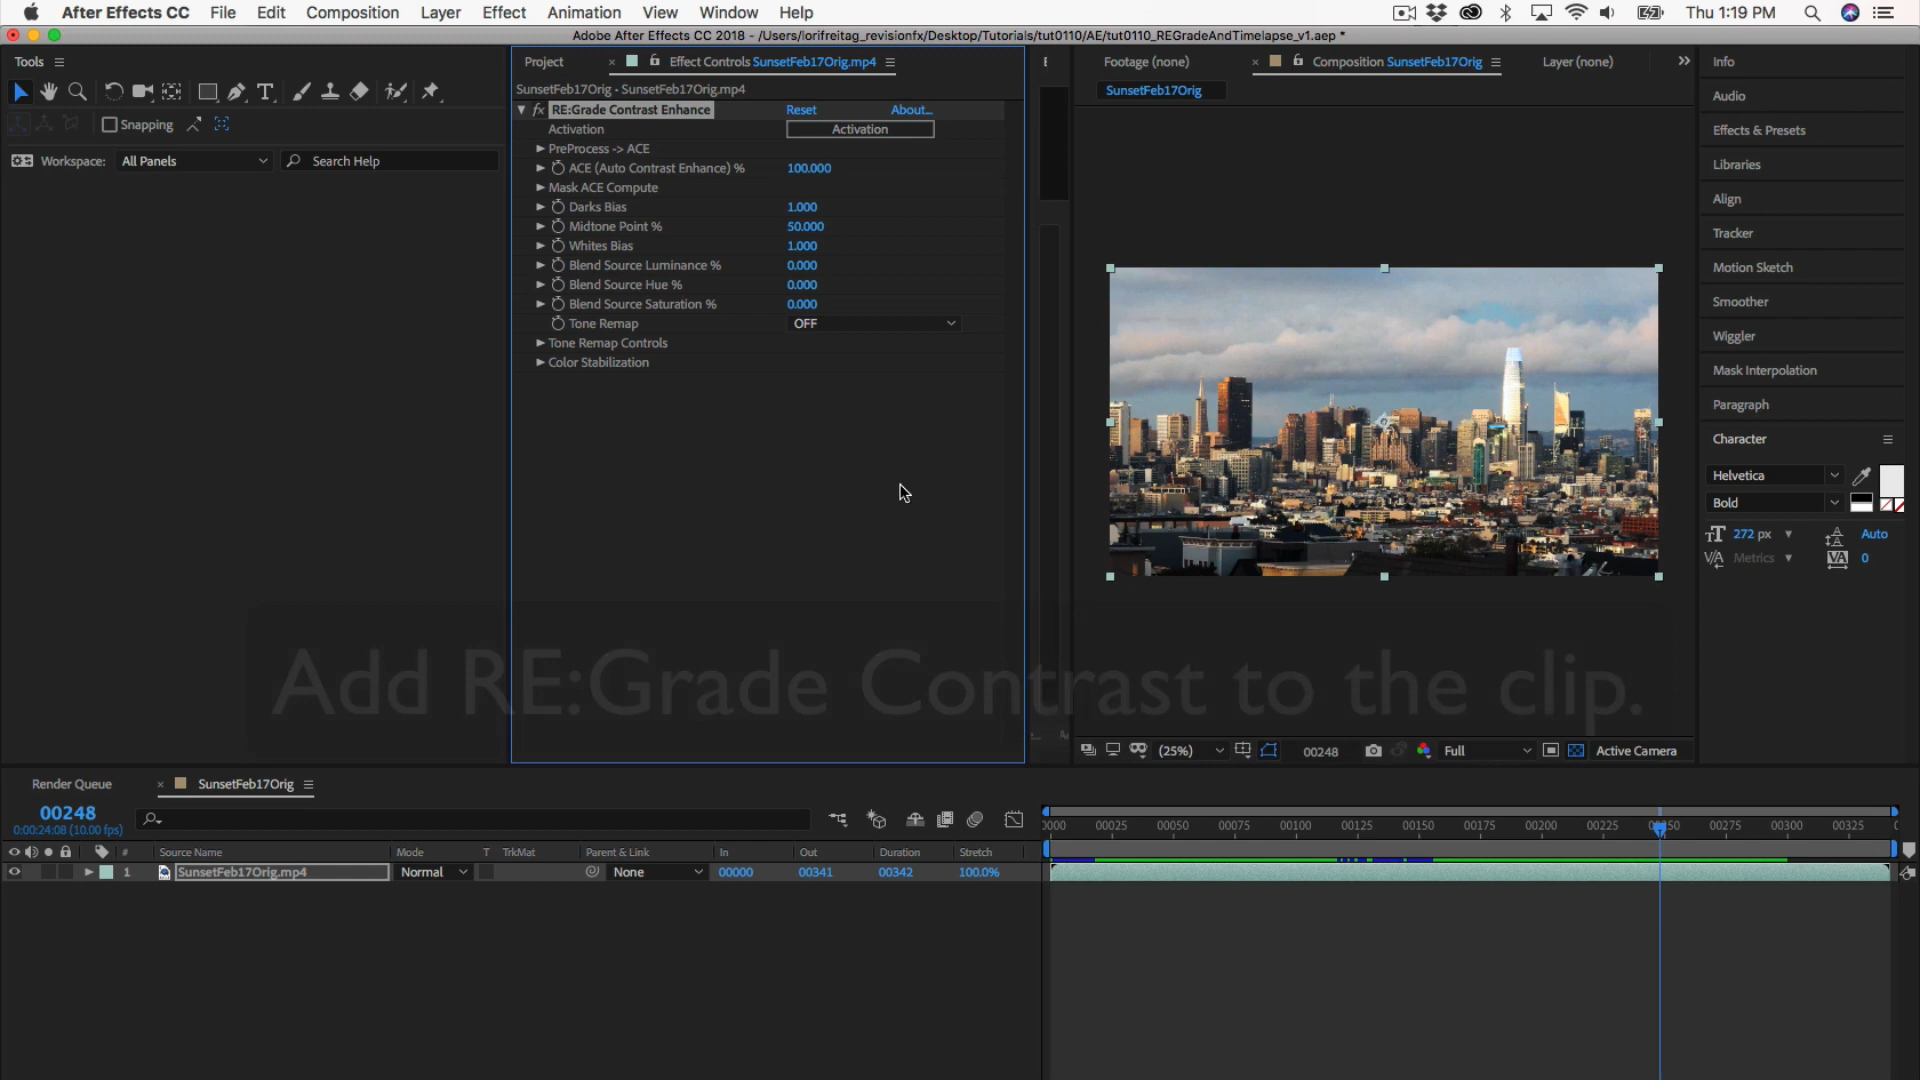 After Effects CC File Edit Composition Layer Effect Animation View Window Help Thu 1:19 PM
Adobe After Effects CC 2018 - /Users/lorifreitag_revisionfx/Desktop/Tutorials/tut0110/AE/tut0110_REGradeAndTimelapse_v1.aep *
Tools
Snapping
Workspace: All Panels Search Help
Project × Effect Controls SunsetFeb17Orig.mp4
SunsetFeb17Orig • SunsetFeb17Orig.mp4
fx RE:Grade Contrast Enhance Reset About...
Activation Activation
PreProcess -> ACE
ACE (Auto Contrast Enhance) % 100.000
Mask ACE Compute
Darks Bias 1.000
Midtone Point % 50.000
Whites Bias 1.000
Blend Source Luminance % 0.000
Blend Source Hue % 0.000
Blend Source Saturation % 0.000
Tone Remap OFF
Tone Remap Controls
Color Stabilization
Footage (none) × Composition SunsetFeb17Orig Layer (none)
SunsetFeb17Orig
(25%) 00248 Full Active Camera
Info
Audio
Effects & Presets
Libraries
Align
Tracker
Motion Sketch
Smoother
Wiggler
Mask Interpolation
Paragraph
Character
Helvetica
Bold
272 px Auto
Metrics 0
Add RE:Grade Contrast to the clip.
Render Queue × SunsetFeb17Orig
00248
0:00:24:08 (10.00 fps)
0000 00025 00050 00075 00100 00125 00150 00175 00200 00225 00275 00300 00325
# Source Name Mode T TrkMat Parent & Link In Out Duration Stretch
1 SunsetFeb17Orig.mp4 Normal None 00000 00341 00342 100.0%